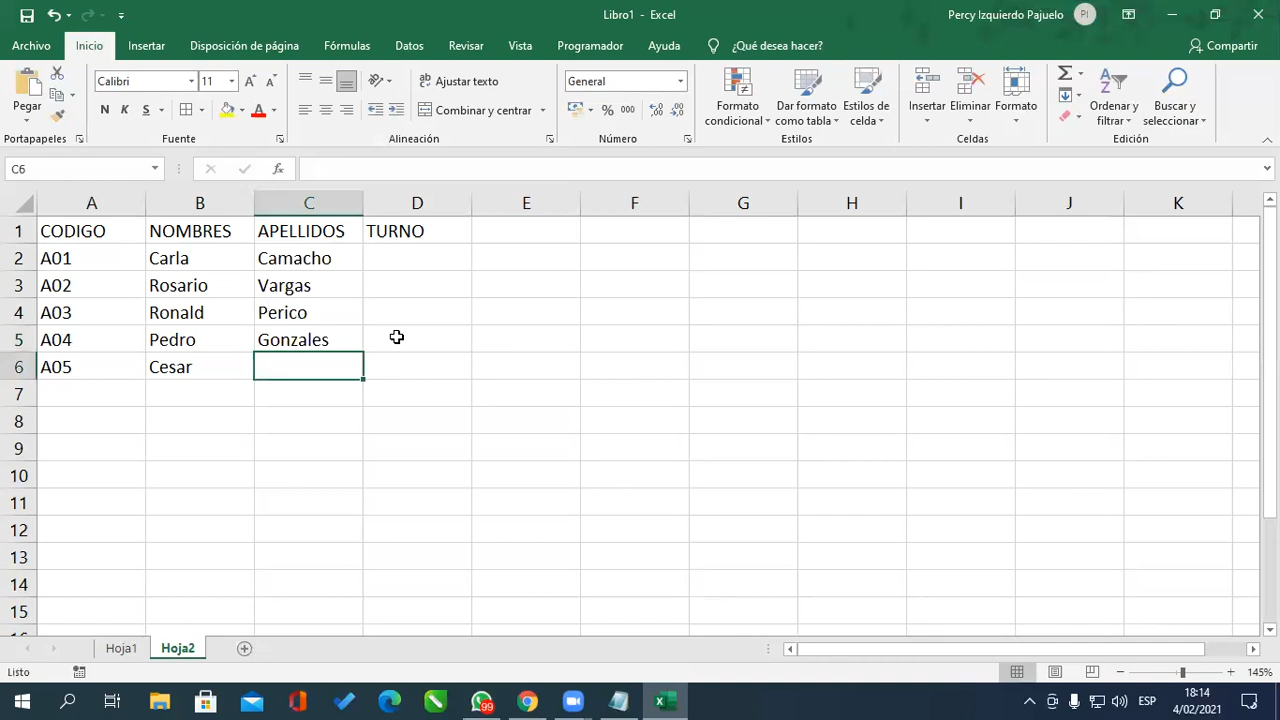 Libro1 - Excel
Percy Izquierdo Pajuelo PI
Archivo Inicio Insertar Disposición de página Fórmulas Datos Revisar Vista Programador Ayuda ¿Qué desea hacer? Compartir
Pegar
Calibri 11
N K S
A A
Ajustar texto
Combinar y centrar
General
% 000
Formato condicional
Dar formato como tabla
Estilos de celda
Insertar
Eliminar
Formato
Ordenar y filtrar
Buscar y seleccionar
Portapapeles Fuente Alineación Número Estilos Celdas Edición
C6 fx
A B C D E F G H I J K
1 CODIGO NOMBRES APELLIDOS TURNO
2 A01 Carla Camacho
3 A02 Rosario Vargas
4 A03 Ronald Perico
5 A04 Pedro Gonzales
6 A05 Cesar
7
8
9
10
11
12
13
14
15
Hoja1 Hoja2
Listo 145%
99
ESP
18:14
4/02/2021